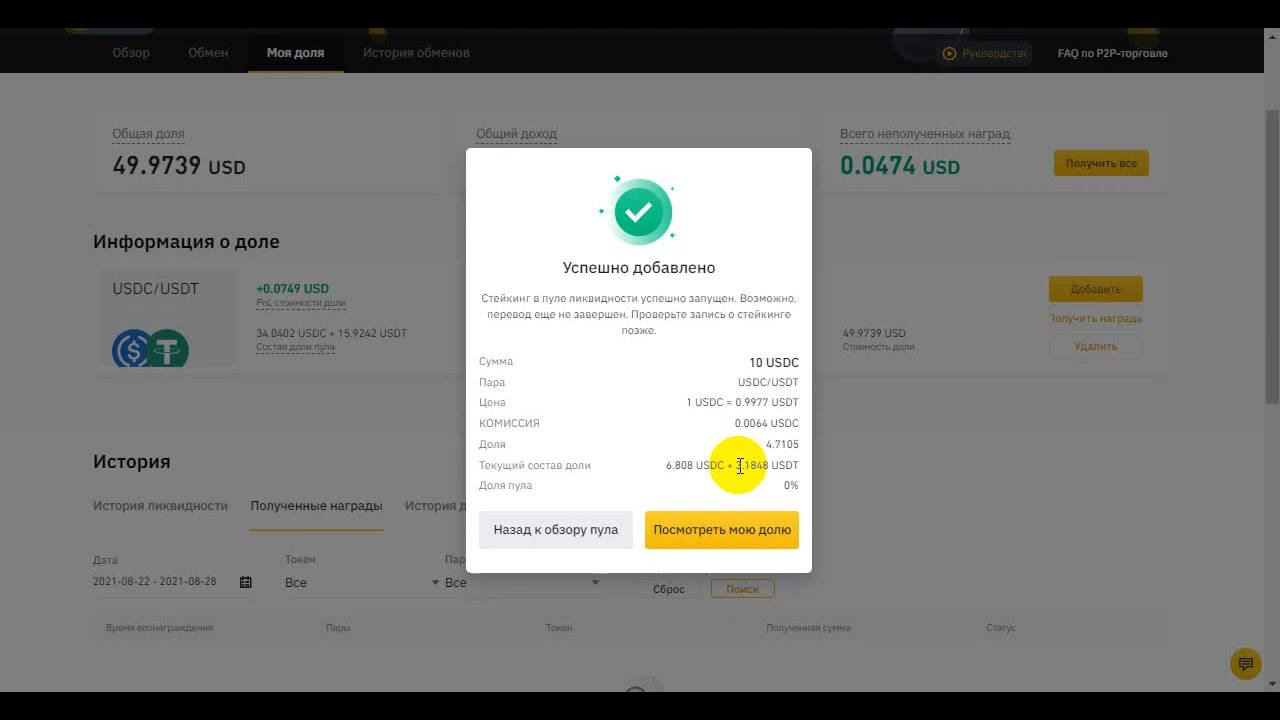 Обзор
Обмен
Моя доля
История обменов
Руководство
FAQ по P2P-торговле
Общая доля
49.9739 USD
Общий доход
Всего неполученных наград
0.0474 USD
Получить все
Информация о доле
USDC/USDT
+0.0749 USD
PnL стоимости доли
34.0402 USDC + 15.9242 USDT
Состав доли пула
49.9739 USD
Стоимость доли
Добавить
Получить награды
Удалить
Успешно добавлено
Стейкинг в пуле ликвидности успешно запущен. Возможно,
перевод еще не завершен. Проверьте запись о стейкинге
позже.
Сумма 10 USDC
Пара USDC/USDT
Цена 1 USDC ≈ 0.9977 USDT
КОМИССИЯ 0.0064 USDC
Доля 4.7105
Текущий состав доли 6.808 USDC + 3.1848 USDT
Доля пула 0%
Назад к обзору пула
Посмотреть мою долю
История
История ликвидности
Полученные награды
История
Дата
2021-08-22 - 2021-08-28
Токен
Все
Все
Сброс
Поиск
Время вознаграждения
Пары
Токен
Полученная сумма
Статус